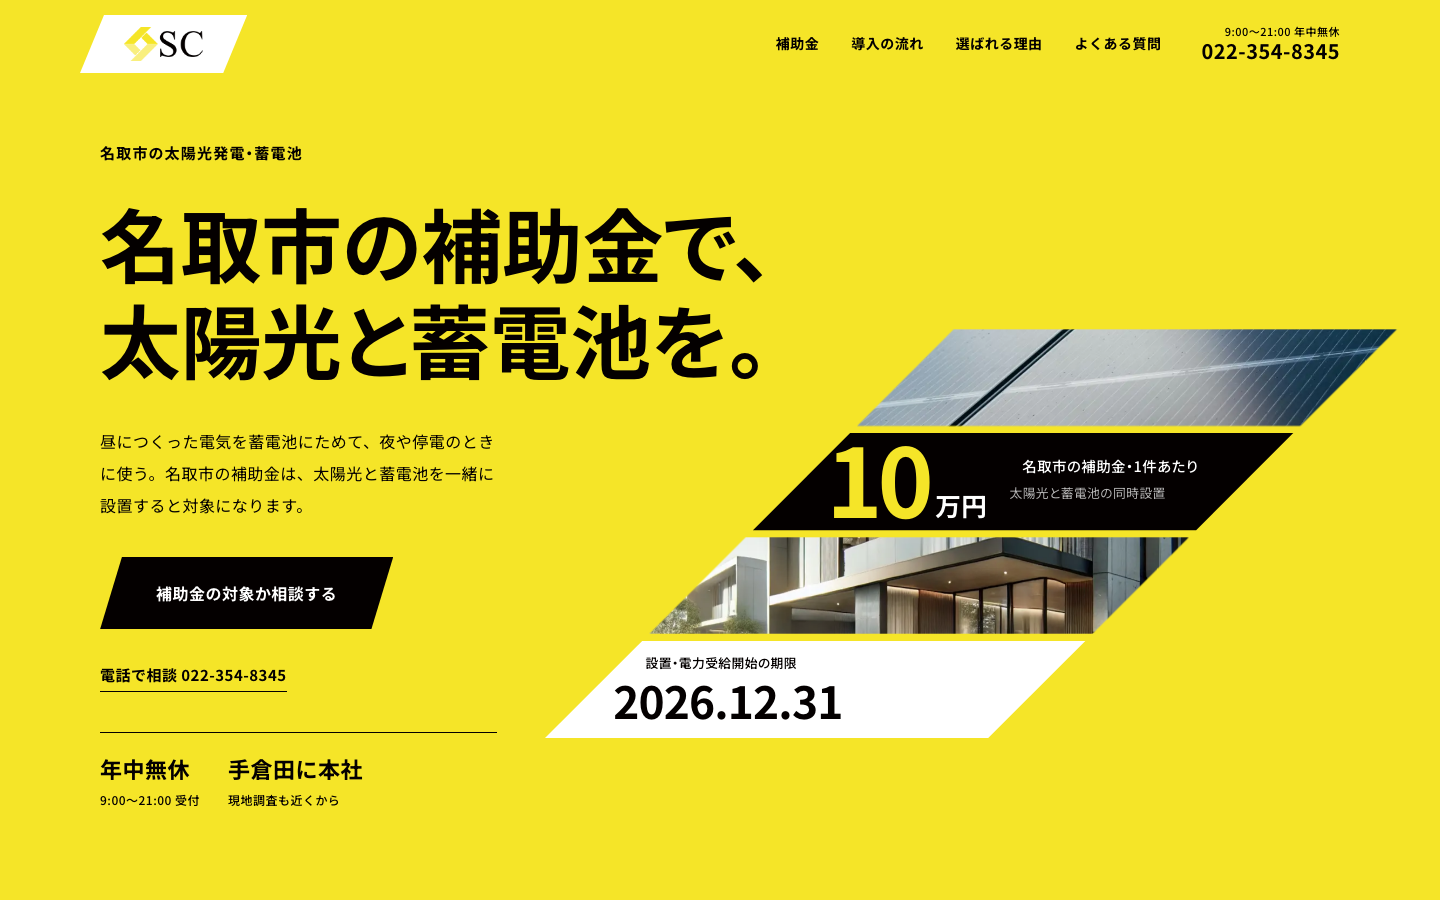 SC
補助金
導入の流れ
選ばれる理由
よくある質問
9:00〜21:00 年中無休
022-354-8345
名取市の太陽光発電・蓄電池
名取市の補助金で、
太陽光と蓄電池を。
昼につくった電気を蓄電池にためて、夜や停電のとき
に使う。名取市の補助金は、太陽光と蓄電池を一緒に
設置すると対象になります。
補助金の対象か相談する
電話で相談 022-354-8345
年中無休
9:00〜21:00 受付
手倉田に本社
現地調査も近くから
10万円
名取市の補助金・1件あたり
太陽光と蓄電池の同時設置
設置・電力受給開始の期限
2026.12.31